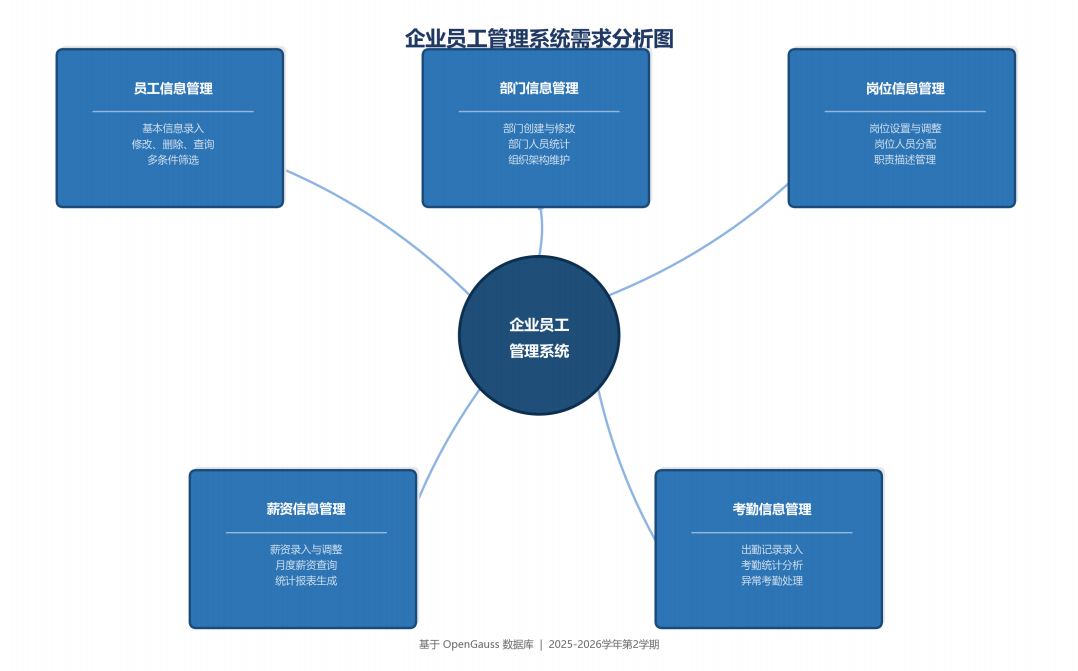 企业员工管理系统需求分析图
员工信息管理
基本信息录入
修改、删除、查询
多条件筛选
部门信息管理
部门创建与修改
部门人员统计
组织架构维护
岗位信息管理
岗位设置与调整
岗位人员分配
职责描述管理
企业员工
管理系统
薪资信息管理
薪资录入与调整
月度薪资查询
统计报表生成
考勤信息管理
出勤记录录入
考勤统计分析
异常考勤处理
基于 OpenGauss 数据库 | 2025-2026学年第2学期